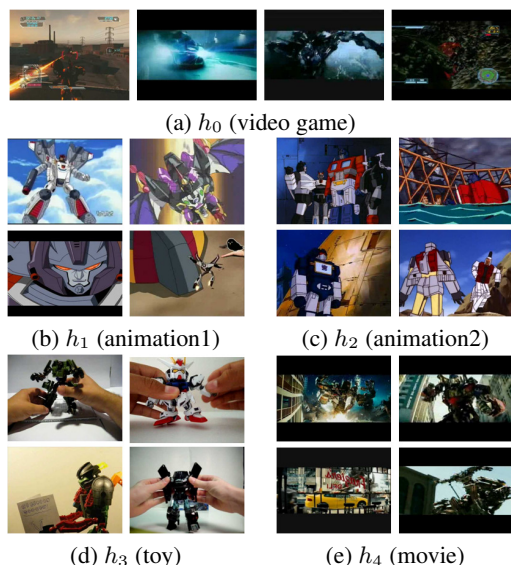 (a) h₀ (video game)
(b) h₁ (animation1)
(c) h₂ (animation2)
(d) h₃ (toy)
(e) h₄ (movie)